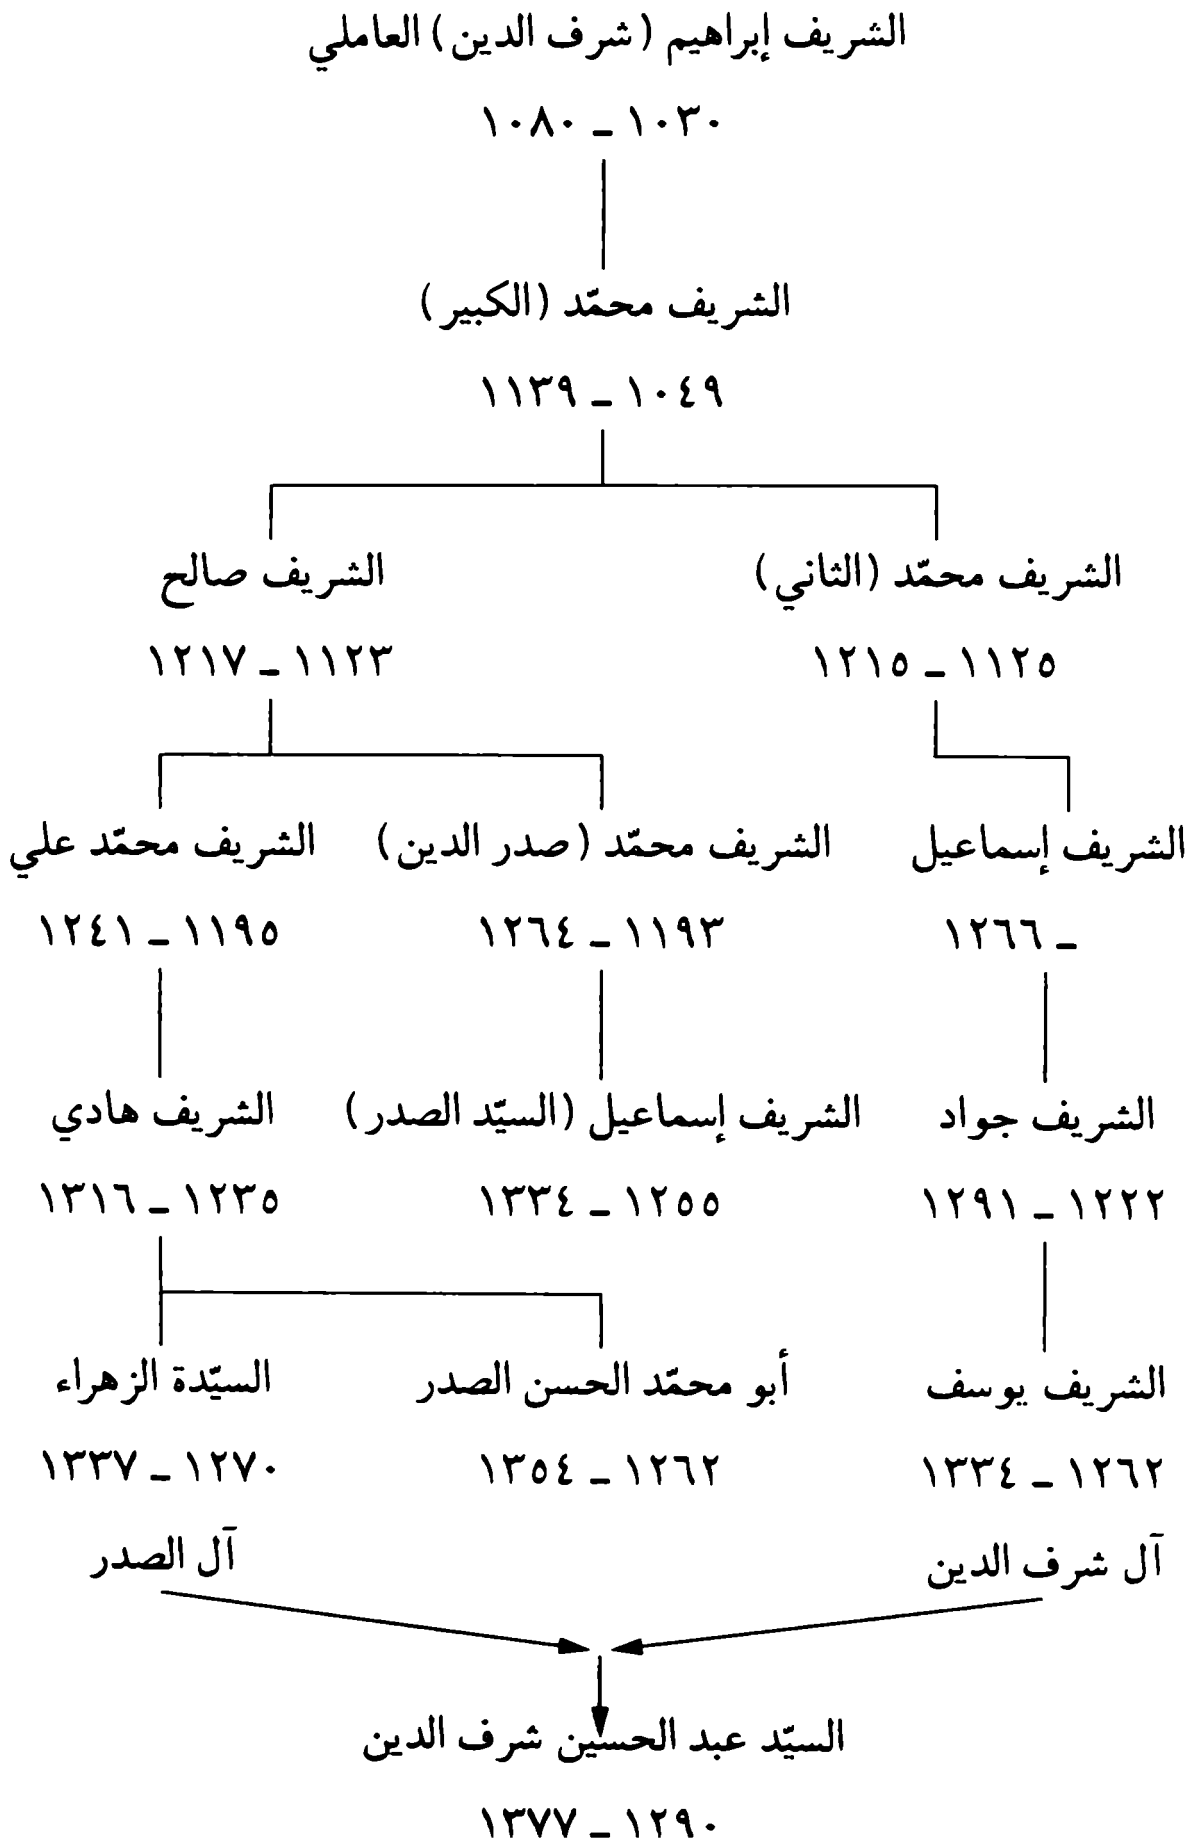 الشريف إبراهيم (شرف الدين) العاملي
١٠٣٠ ـ ١٠٨٠
الشريف محمّد (الكبير)
١٠٤٩ ـ ١١٣٩
الشريف محمّد (الثاني)
الشريف صالح
١١٢٥ ـ ١٢١٥
١١٢٣ ـ ١٢١٧
الشريف إسماعيل
الشريف محمّد (صدر الدين)
الشريف محمّد علي
ـ ١٢٦٦
١١٩٣ ـ ١٢٦٤
١١٩٥ ـ ١٢٤١
الشريف جواد
الشريف إسماعيل (السيّد الصدر)
الشريف هادي
١٢٢٢ ـ ١٢٩١
١٢٥٥ ـ ١٣٣٤
١٢٣٥ ـ ١٣١٦
الشريف يوسف
أبو محمّد الحسن الصدر
السيّدة الزهراء
١٢٦٢ ـ ١٣٣٤
١٢٦٢ ـ ١٣٥٤
١٢٧٠ ـ ١٣٣٧
آل شرف الدين
آل الصدر
السيّد عبد الحسين شرف الدين
١٢٩٠ ـ ١٣٧٧